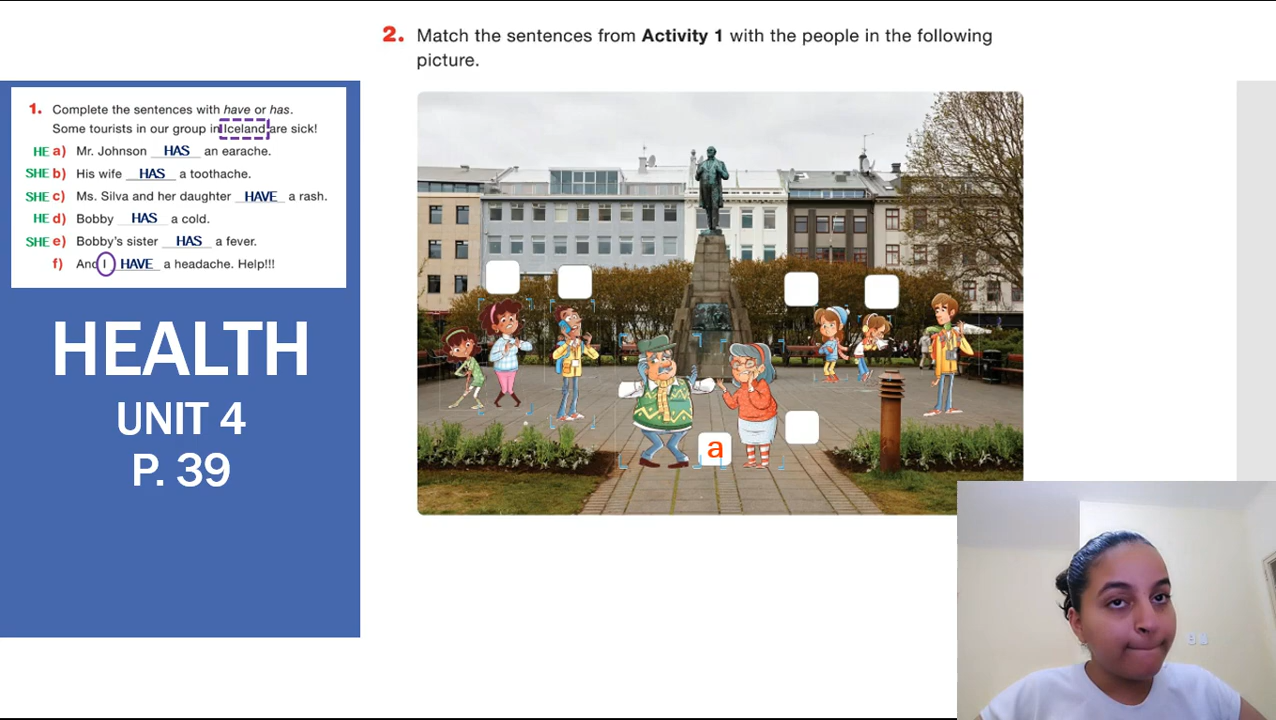 2. Match the sentences from Activity 1 with the people in the following
picture.
1. Complete the sentences with have or has.
Some tourists in our group in Iceland are sick!
HE a) Mr. Johnson HAS an earache.
SHE b) His wife HAS a toothache.
SHE c) Ms. Silva and her daughter HAVE a rash.
HE d) Bobby HAS a cold.
SHE e) Bobby's sister HAS a fever.
f) And I HAVE a headache. Help!!!
HEALTH
UNIT 4
P. 39
a